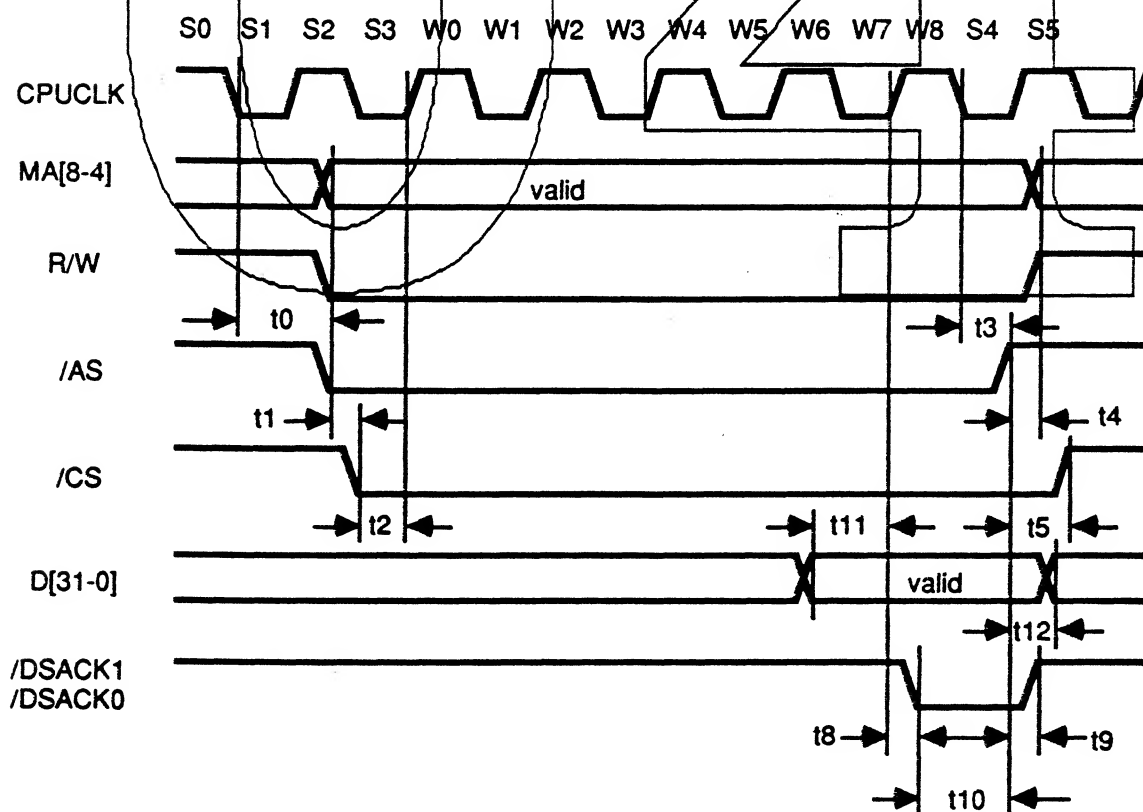 S0 S1 S2 S3 W0 W1 W2 W3 W4 W5 W6 W7 W8 S4 S5
CPUCLK
MA[8-4]
valid
R/W
t0 t3
/AS
t1 t4
/CS
t2 t11 t5
D[31-0]
valid
t12
/DSACK1
/DSACK0
t8 t9
t10